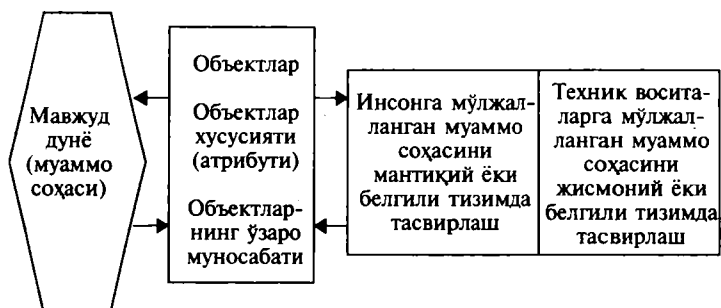 Мавжуд
дунё
(муаммо
соҳаси)
Объектлар
Объектлар
хусусияти
(атрибути)
Объектлар-
нинг ўзаро
муносабати
Инсонга мўлжал-
ланган муаммо
соҳасини
мантиқий ёки
белгили тизимда
тасвирлаш
Техник восита-
ларга мўлжал-
ланган муаммо
соҳасини
жисмоний ёки
белгили тизимда
тасвирлаш